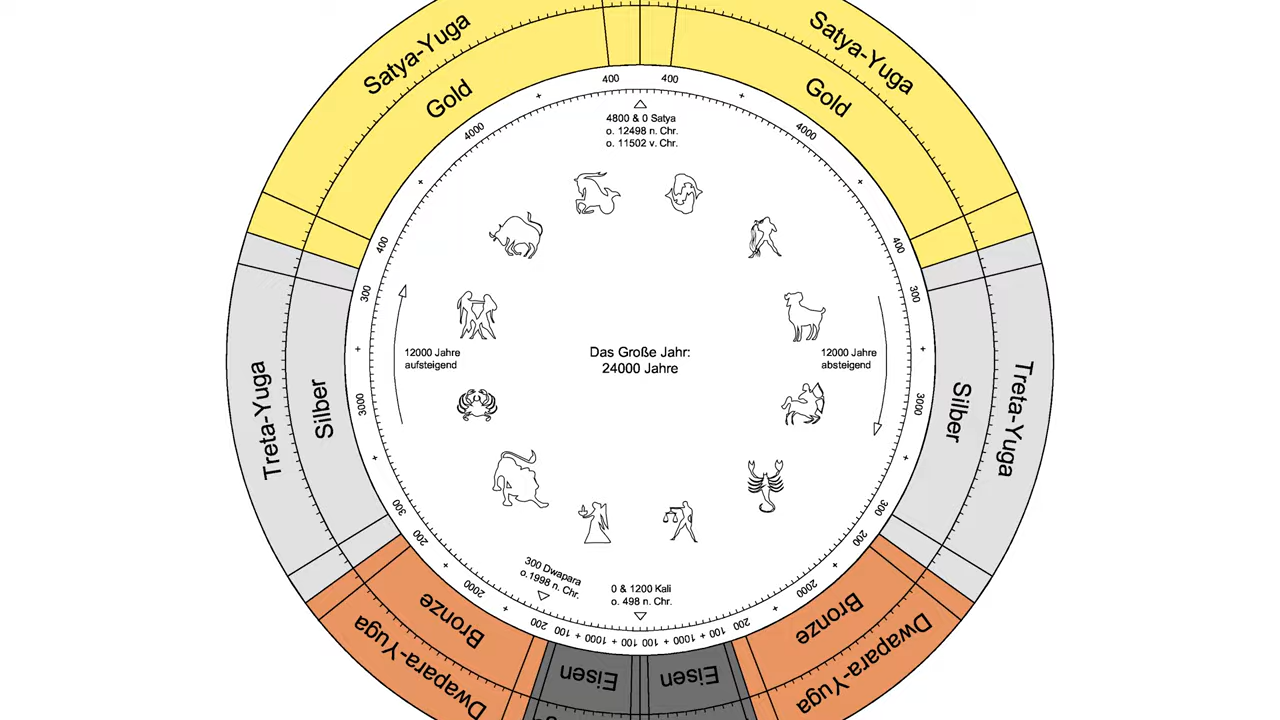 Satya-Yuga
Satya-Yuga
Gold
Gold
400
400
4000
4000
4800 & 0 Satya
o. 12498 n. Chr.
o. 11502 v. Chr.
400
400
300
300
12000 Jahre
aufsteigend
Das Große Jahr:
24000 Jahre
12000 Jahre
absteigend
Treta-Yuga
Silber
3000
3000
Silber
Treta-Yuga
300
300
200
200
300 Dwapara
o.1998 n. Chr.
0 & 1200 Kali
o. 498 n. Chr.
2000
2000
Bronze
Bronze
Dwapara-Yuga
Dwapara-Yuga
200 + 100 + 1000 + 100 100 + 1000 + 100 + 200
Eisen
Eisen